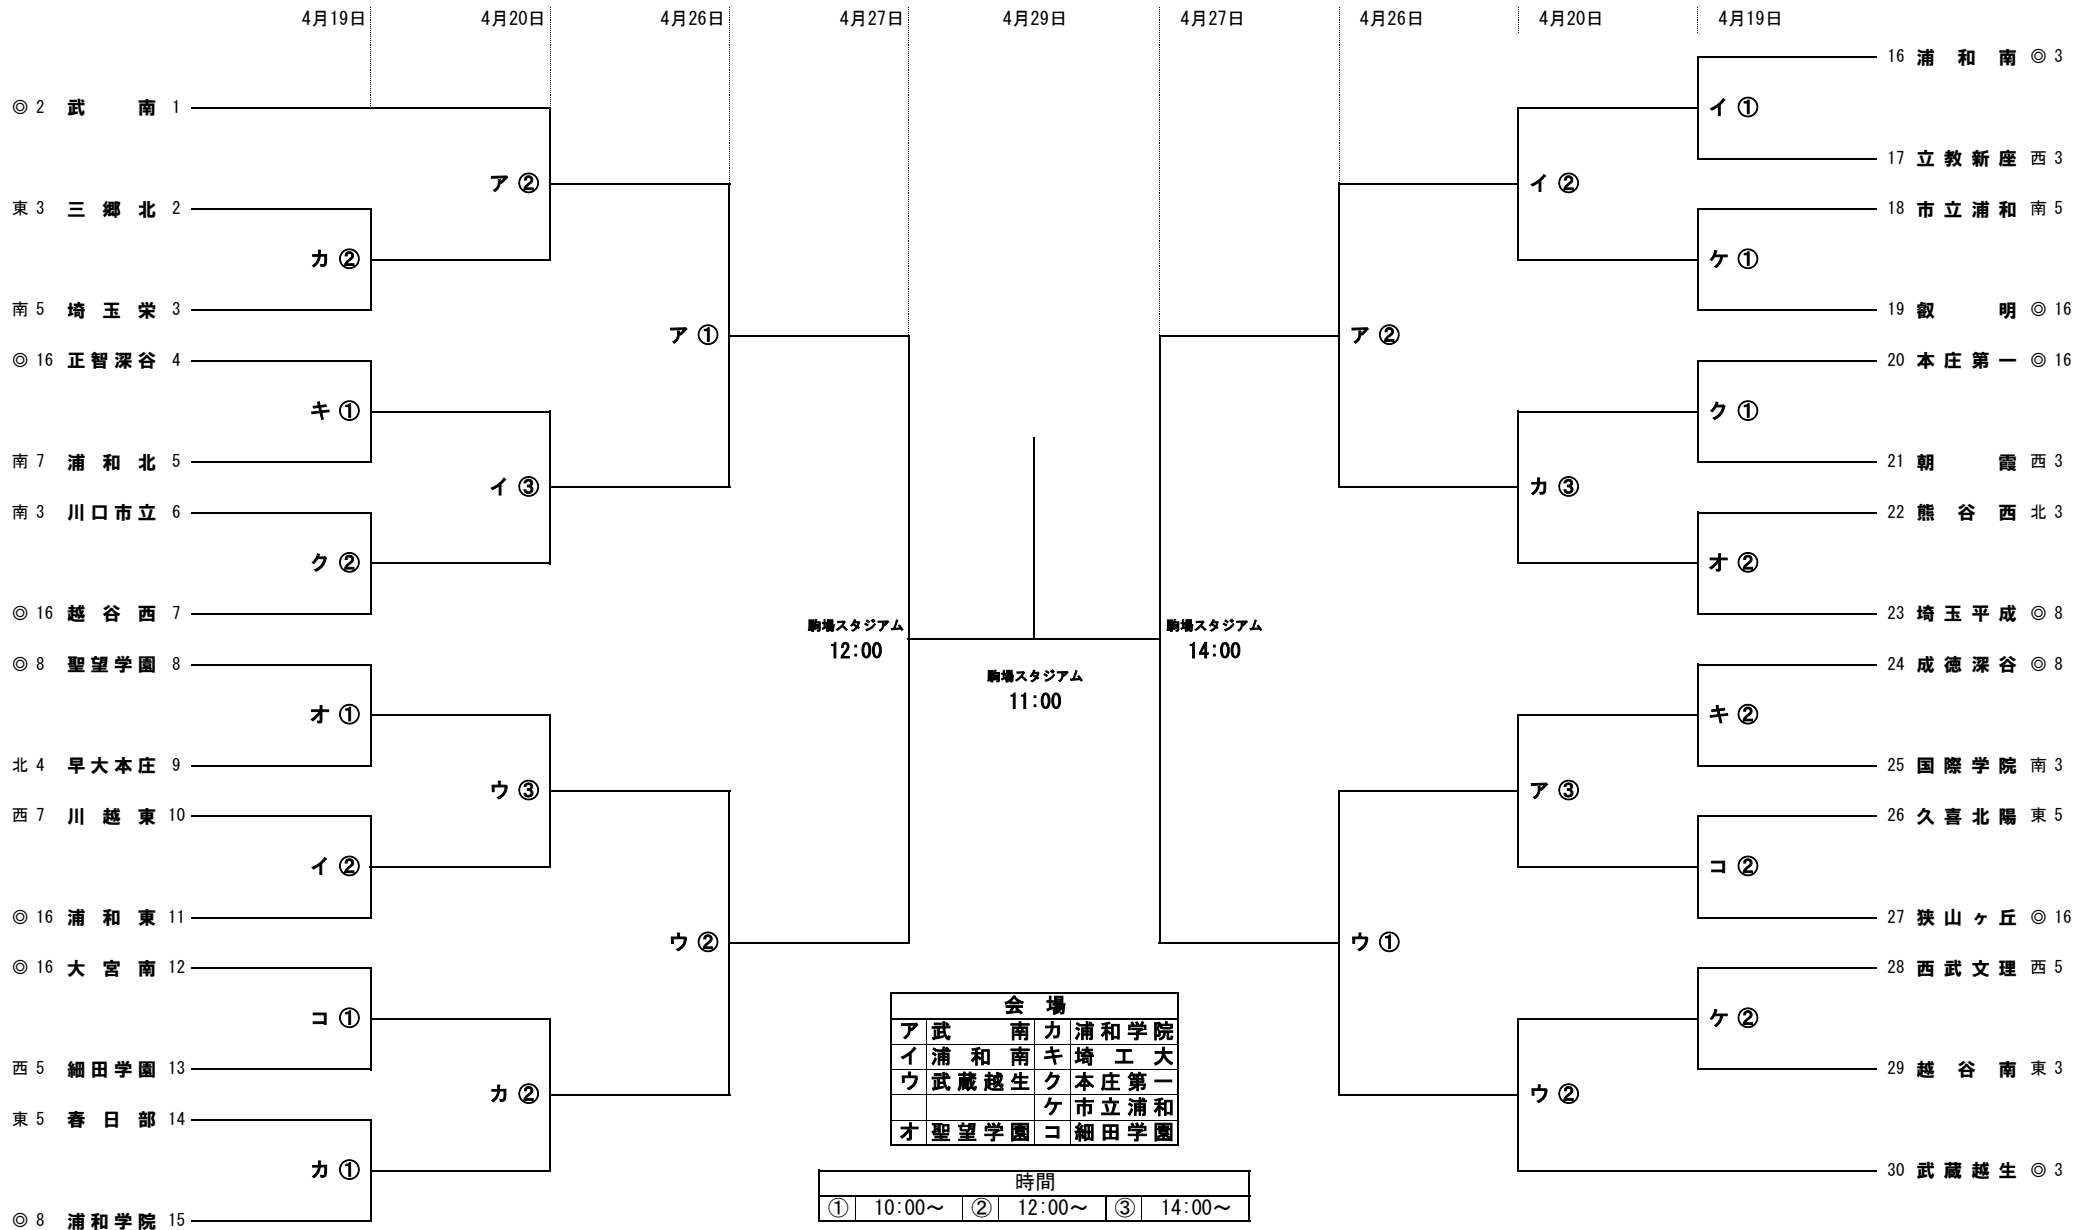 4月19日 4月20日 4月26日 4月27日 4月29日 4月27日 4月26日 4月20日 4月19日
16 浦和南 ◎ 3
◎ 2 武南 1
イ ①
17 立教新座 西 3
ア ②
イ ②
東 3 三郷北 2
18 市立浦和 南 5
カ ②
ケ ①
南 5 埼玉栄 3
19 叡明 ◎ 16
ア ①
ア ②
◎ 16 正智深谷 4
20 本庄第一 ◎ 16
キ ①
ク ①
南 7 浦和北 5
21 朝霞 西 3
イ ③
カ ③
南 3 川口市立 6
22 熊谷西 北 3
ク ②
オ ②
◎ 16 越谷西 7
23 埼玉平成 ◎ 8
駒場スタジアム
12:00
駒場スタジアム
14:00
◎ 8 聖望学園 8
24 成徳深谷 ◎ 8
駒場スタジアム
11:00
オ ①
キ ②
北 4 早大本庄 9
25 国際学院 南 3
ウ ③
ア ③
西 7 川越東 10
26 久喜北陽 東 5
イ ②
コ ②
◎ 16 浦和東 11
27 狭山ヶ丘 ◎ 16
ウ ②
ウ ①
◎ 16 大宮南 12
28 西武文理 西 5
コ ①
ケ ②
西 5 細田学園 13
29 越谷南 東 3
カ ②
ウ ②
東 5 春日部 14
カ ①
30 武蔵越生 ◎ 3
◎ 8 浦和学院 15
会場
ア 武南 カ 浦和学院
イ 浦和南 キ 埼工大
ウ 武蔵越生 ク 本庄第一
ケ 市立浦和
オ 聖望学園 コ 細田学園
時間
① 10:00～ ② 12:00～ ③ 14:00～